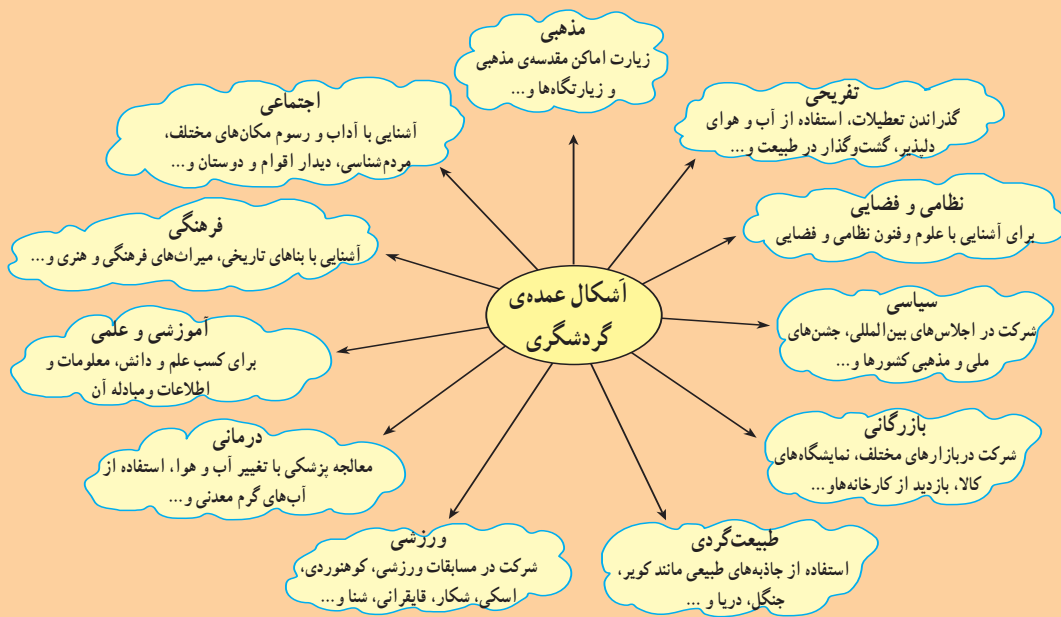 اَشکال عمده‌ی
گردشگری
مذهبی
زیارت اماکن مقدسه‌ی مذهبی
و زیارتگاه‌ها و...
تفریحی
گذراندن تعطیلات، استفاده از آب و هوای
دلپذیر، گشت‌وگذار در طبیعت و...
نظامی و فضایی
برای آشنایی با علوم وفنون نظامی و فضایی
سیاسی
شرکت در اجلاس‌های بین‌المللی، جشن‌های
ملی و مذهبی کشورها و...
بازرگانی
شرکت دربازارهای مختلف، نمایشگاه‌های
کالا، بازدید از کارخانه‌هاو...
طبیعت‌گردی
استفاده از جاذبه‌های طبیعی مانند کویر،
جنگل، دریا و ...
ورزشی
شرکت در مسابقات ورزشی، کوهنوردی،
اسکی، شکار، قایقرانی، شنا و...
درمانی
معالجه پزشکی با تغییر آب و هوا، استفاده از
آب‌های گرم معدنی و...
آموزشی و علمی
برای کسب علم و دانش، معلومات و
اطلاعات ومبادله آن
فرهنگی
آشنایی با بناهای تاریخی، میراث‌های فرهنگی و هنری و...
اجتماعی
آشنایی با آداب و رسوم مکان‌های مختلف،
مردم‌شناسی، دیدار اقوام و دوستان و...